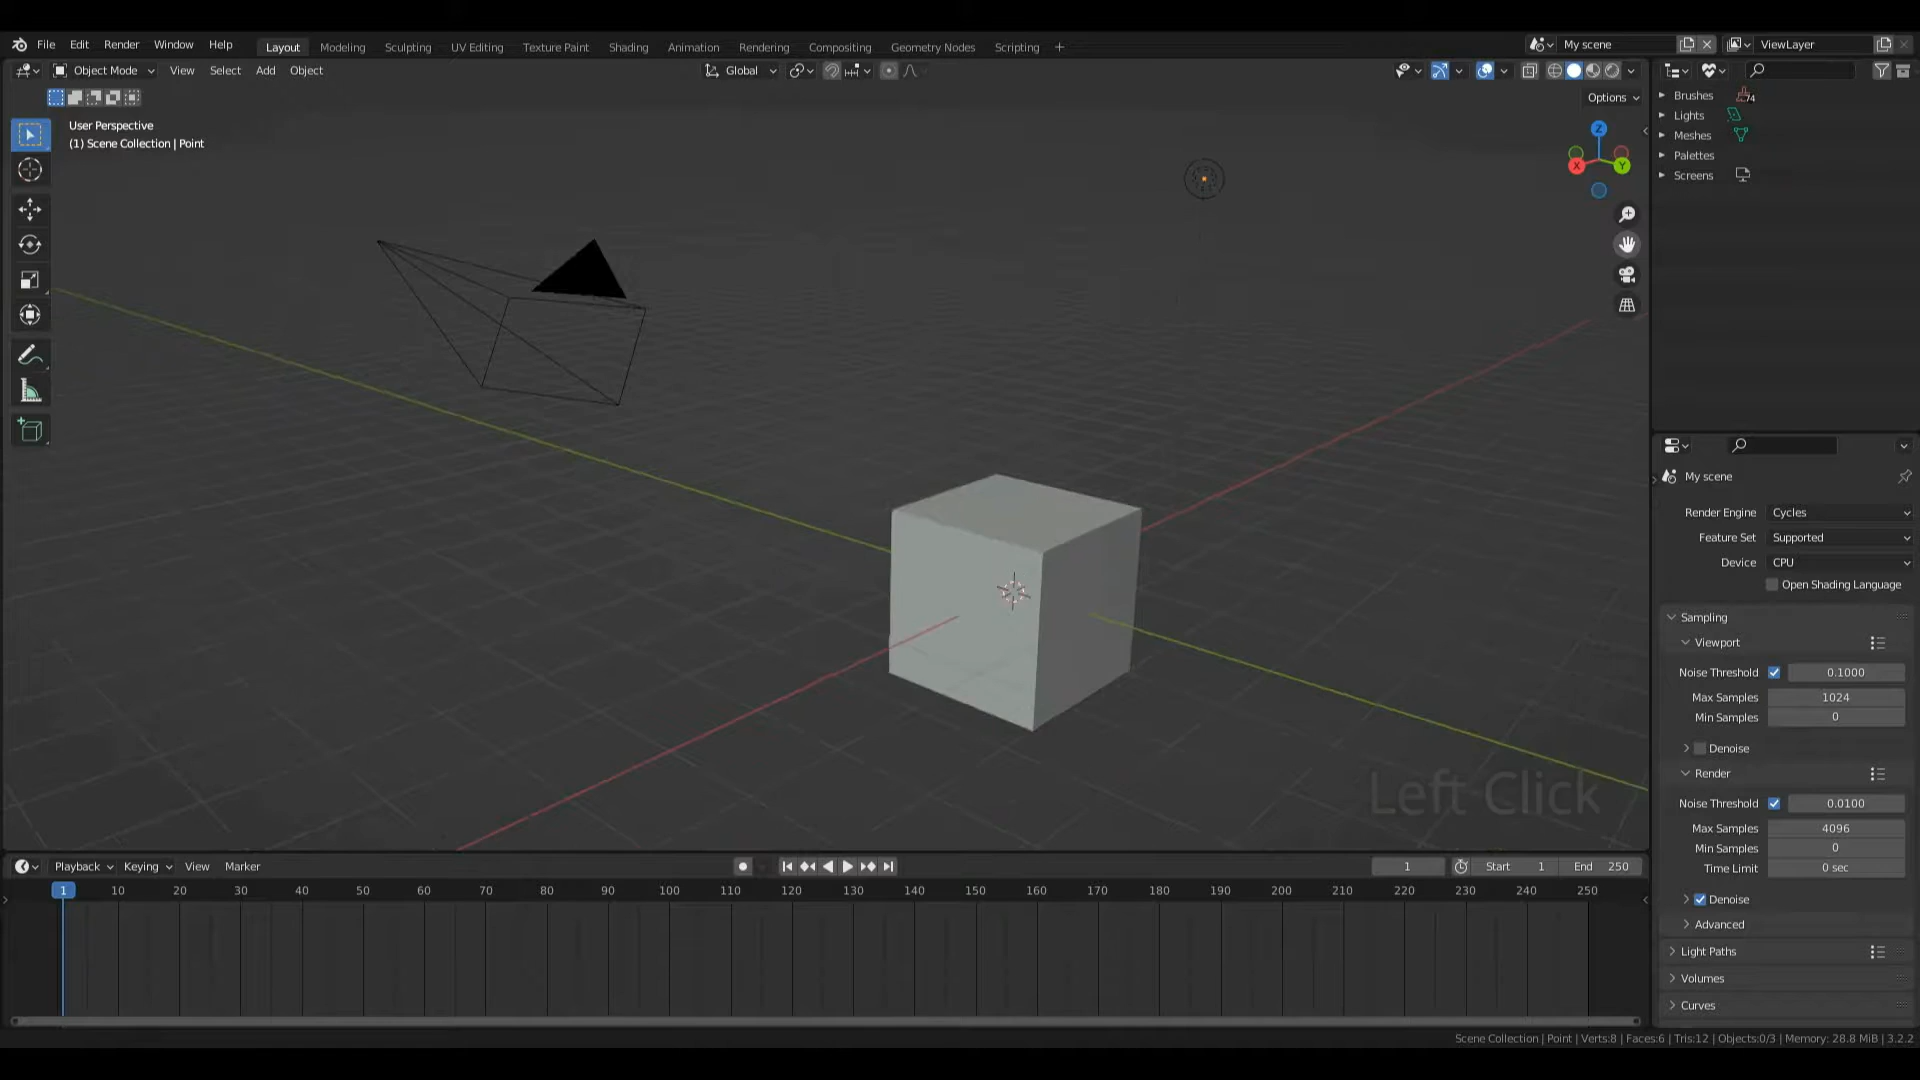 File Edit Render Window Help Layout Modeling Sculpting UV Editing Texture Paint Shading Animation Rendering Compositing Geometry Nodes Scripting + My scene ViewLayer
Object Mode View Select Add Object Global
Options
User Perspective
(1) Scene Collection | Point
Z
X
Y
Left Click
Brushes 74
Lights
Meshes
Palettes
Screens
My scene
Render Engine Cycles
Feature Set Supported
Device CPU
Open Shading Language
Sampling
Viewport
Noise Threshold 0.1000
Max Samples 1024
Min Samples 0
Denoise
Render
Noise Threshold 0.0100
Max Samples 4096
Min Samples 0
Time Limit 0 sec
Denoise
Advanced
Light Paths
Volumes
Curves
Playback Keying View Marker 1 Start 1 End 250
1 10 20 30 40 50 60 70 80 90 100 110 120 130 140 150 160 170 180 190 200 210 220 230 240 250
Scene Collection | Point | Verts:8 | Faces:6 | Tris:12 | Objects:0/3 | Memory: 28.8 MiB | 3.2.2